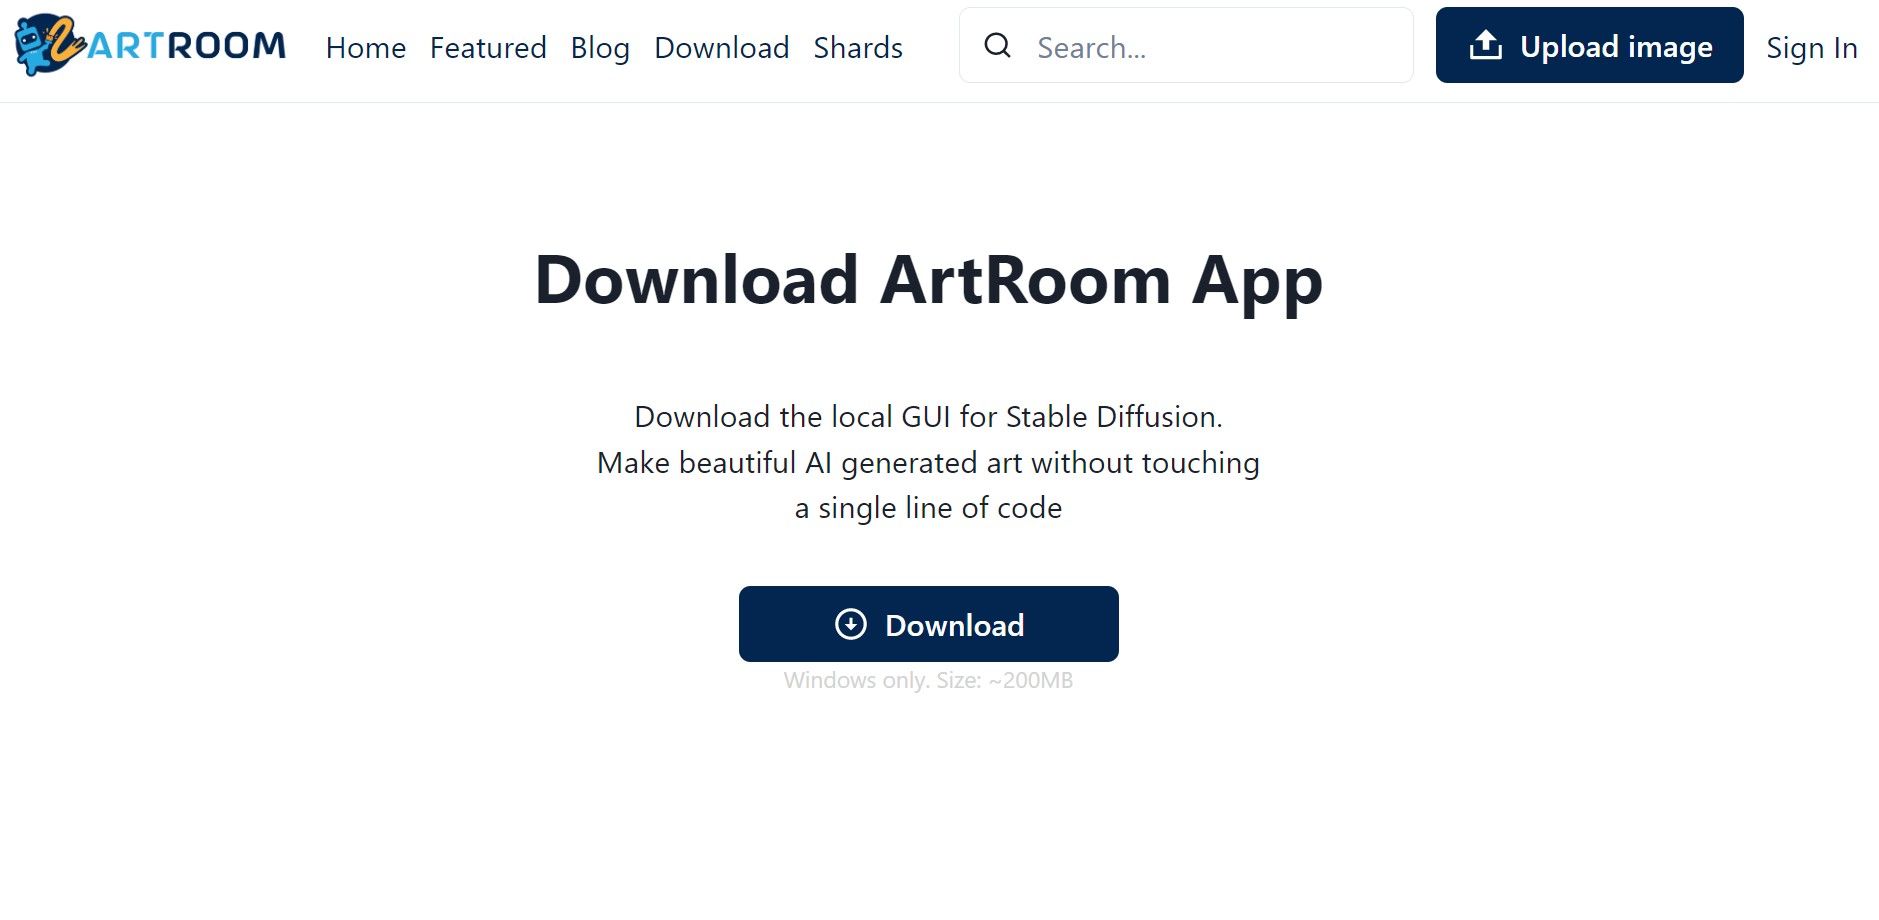 ARTROOM
Home Featured Blog Download Shards
Search...
Upload image
Sign In
Download ArtRoom App
Download the local GUI for Stable Diffusion.
Make beautiful AI generated art without touching
a single line of code
Download
Windows only. Size: ~200MB